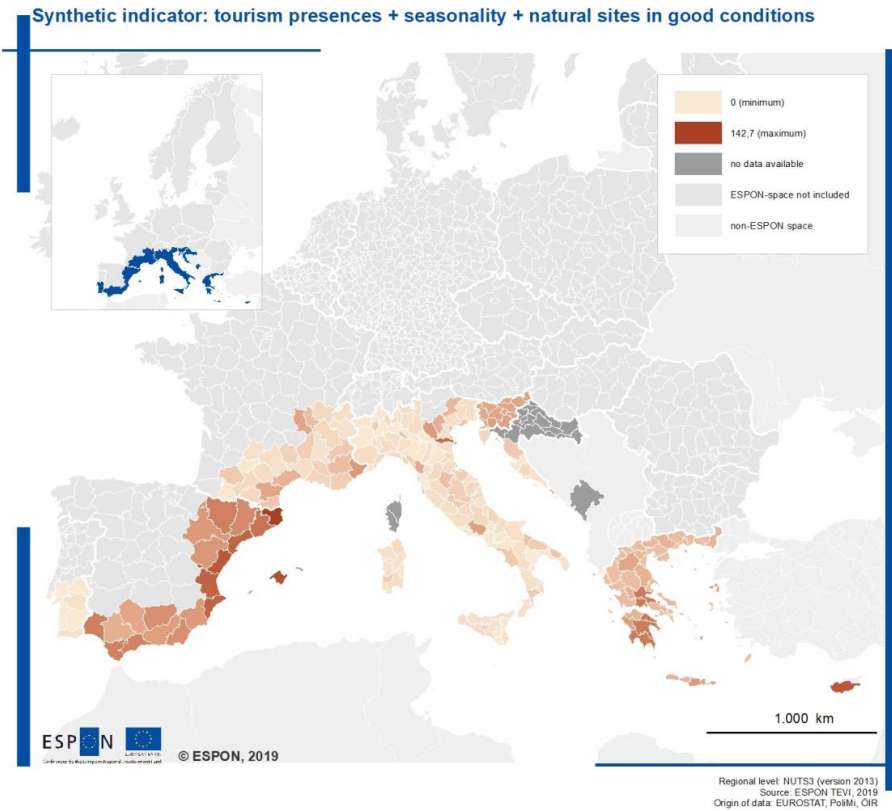 Synthetic indicator: tourism presences + seasonality + natural sites in good conditions
0 (minimum)
142,7 (maximum)
no data available
ESPON-space not included
non-ESPON space
1.000 km
ESPON
© ESPON, 2019
Regional level: NUTS3 (version 2013)
Source: ESPON TEVI, 2019
Origin of data: EUROSTAT, PoliMi, ÖIR